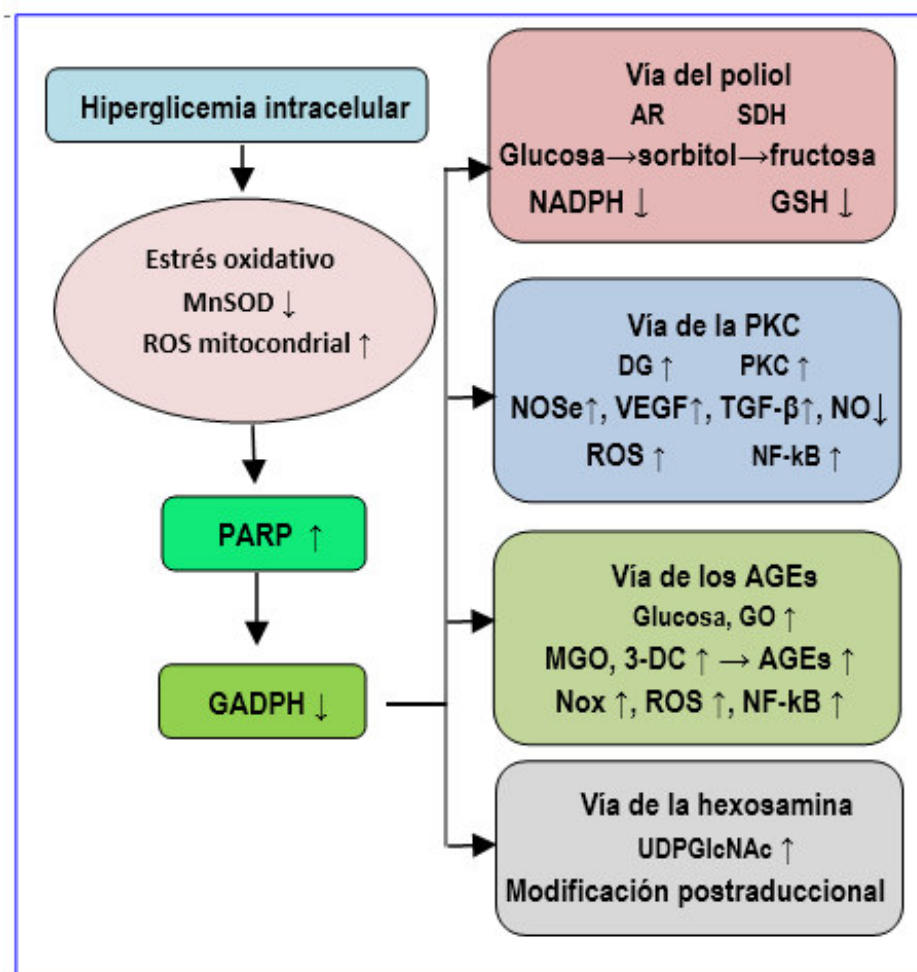 Hiperglicemia intracelular
Estrés oxidativo
MnSOD ↓
ROS mitocondrial ↑
PARP ↑
GADPH ↓
Vía del poliol
AR SDH
Glucosa→sorbitol→fructosa
NADPH ↓ GSH ↓
Vía de la PKC
DG ↑ PKC ↑
NOSe↑, VEGF↑, TGF-β↑, NO↓
ROS ↑ NF-kB ↑
Vía de los AGEs
Glucosa, GO ↑
MGO, 3-DC ↑ → AGEs ↑
Nox ↑, ROS ↑, NF-kB ↑
Vía de la hexosamina
UDPGlcNAc ↑
Modificación postraduccional